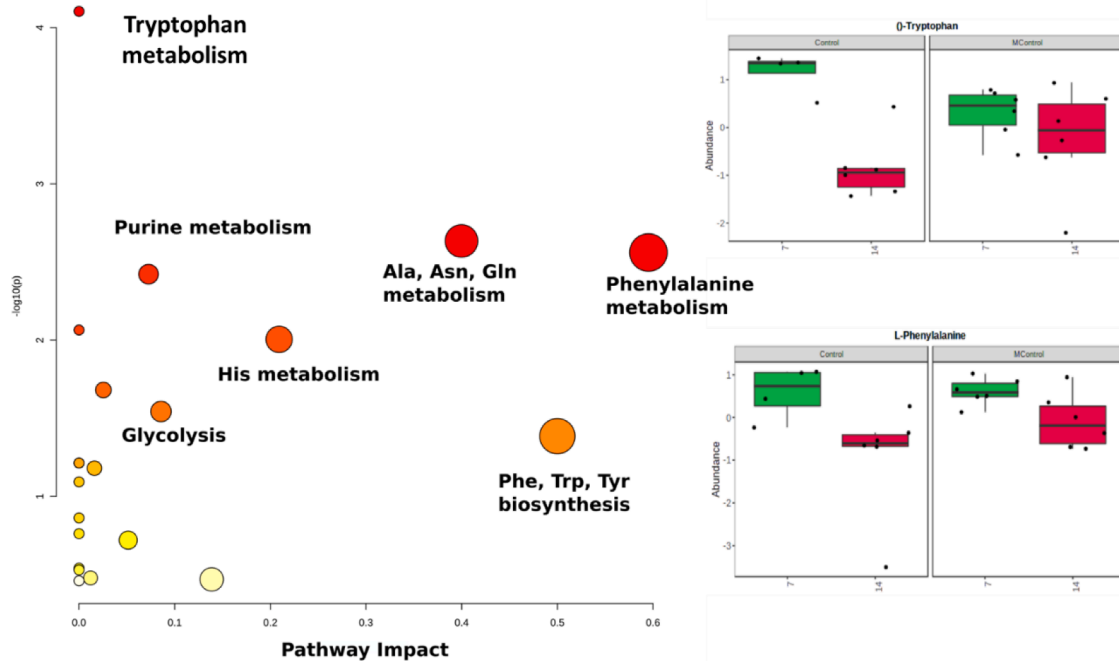 Tryptophan
metabolism
Purine metabolism
Ala, Asn, Gln
metabolism
Phenylalanine
metabolism
His metabolism
Glycolysis
Phe, Trp, Tyr
biosynthesis
-log10(p)
4
3
2
1
0.0 0.1 0.2 0.3 0.4 0.5 0.6
Pathway Impact
()-Tryptophan
Control MControl
Abundance
1
0
-1
-2
7 14 7 14
L-Phenylalanine
Control MControl
Abundance
1
0
-1
-2
-3
7 14 7 14